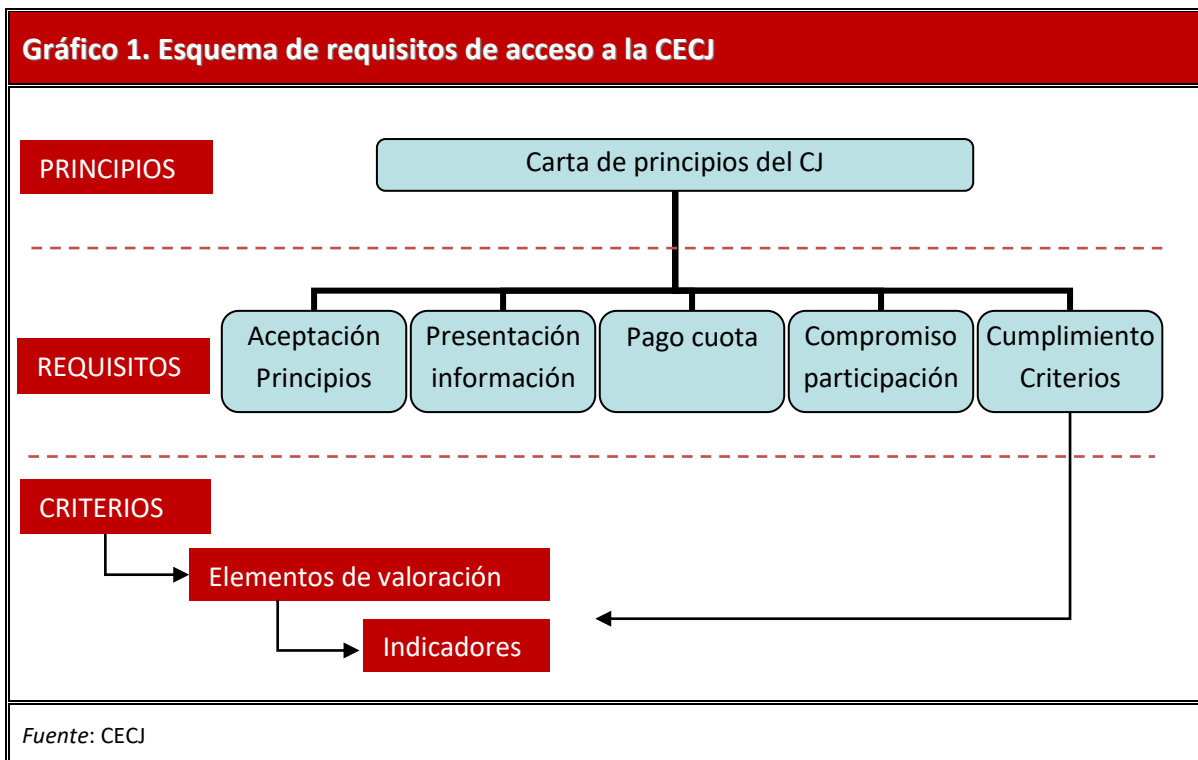 Gráfico 1. Esquema de requisitos de acceso a la CECJ
PRINCIPIOS
Carta de principios del CJ
REQUISITOS
Aceptación
Principios
Presentación
información
Pago cuota
Compromiso
participación
Cumplimiento
Criterios
CRITERIOS
Elementos de valoración
Indicadores
Fuente: CECJ